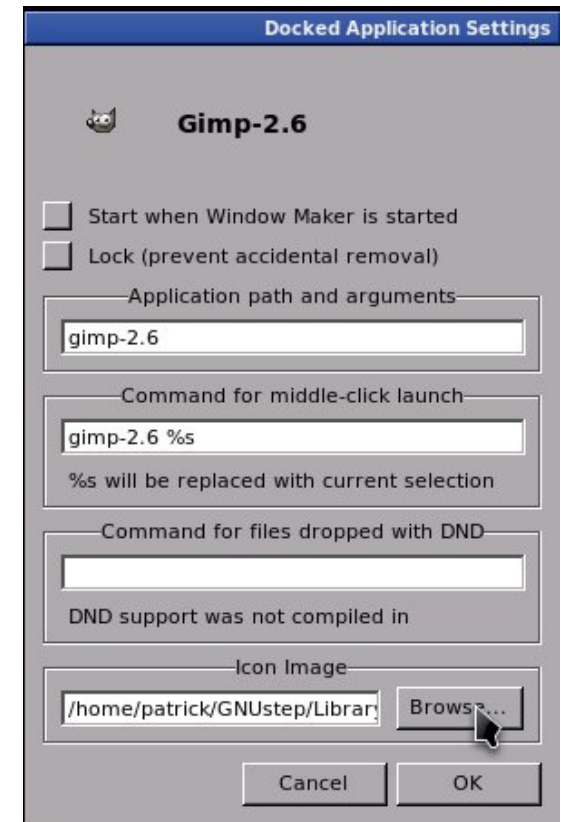 Docked Application Settings
Gimp-2.6
Start when Window Maker is started
Lock (prevent accidental removal)
Application path and arguments
gimp-2.6
Command for middle-click launch
gimp-2.6 %s
%s will be replaced with current selection
Command for files dropped with DND
DND support was not compiled in
Icon Image
/home/patrick/GNUstep/Library
Browse...
Cancel OK